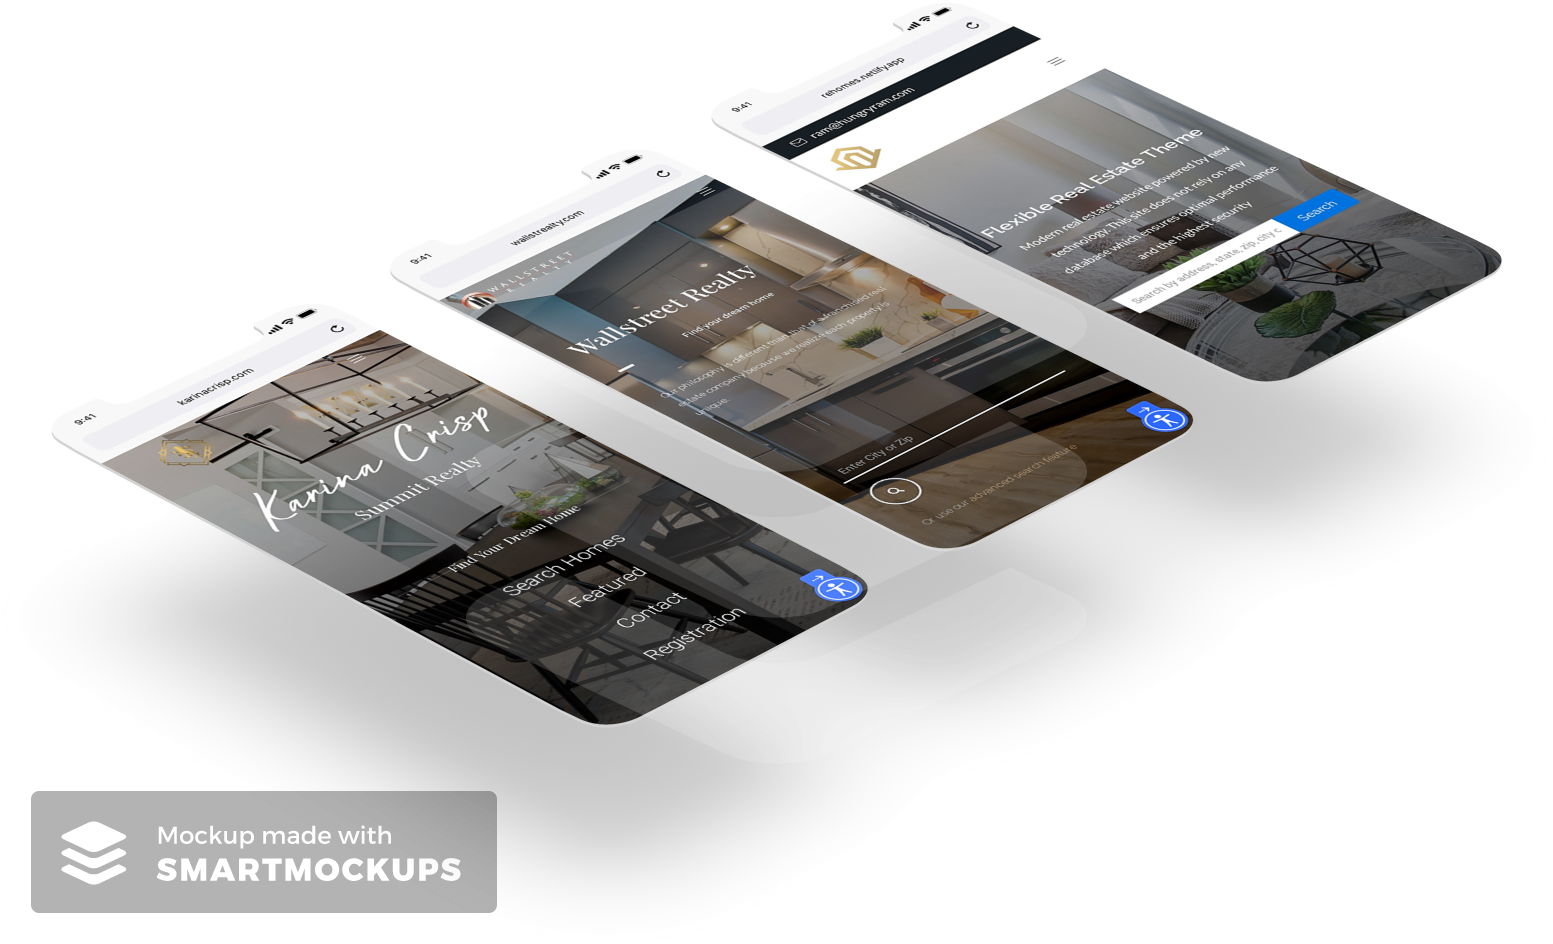 9:41
karinacrisp.com
Karina Crisp
Summit Realty
Find Your Dream Home
Search Homes
Featured
Contact
Registration
9:41
wallstrealty.com
WALLSTREET
REALTY
Wallstreet Realty
Find your dream home
Our philosophy is different than that of a franchised real
estate company because we realize each property is
unique.
Enter City or Zip
Or use our advanced search feature
9:41
rehomes.netlify.app
ram@hungryram.com
Flexible Real Estate Theme
Modern real estate website powered by new
technology. This site does not rely on any
database which ensures optimal performance
and the highest security
Search by address, state, zip, city c
Search
Mockup made with
SMARTMOCKUPS